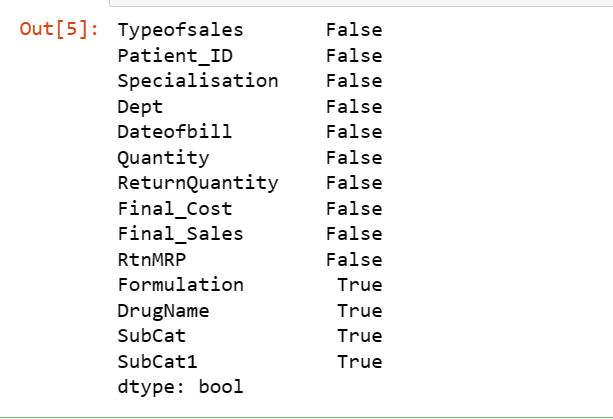 Out[5]: Typeofsales False
Patient_ID False
Specialisation False
Dept False
Dateofbill False
Quantity False
ReturnQuantity False
Final_Cost False
Final_Sales False
RtnMRP False
Formulation True
DrugName True
SubCat True
SubCat1 True
dtype: bool